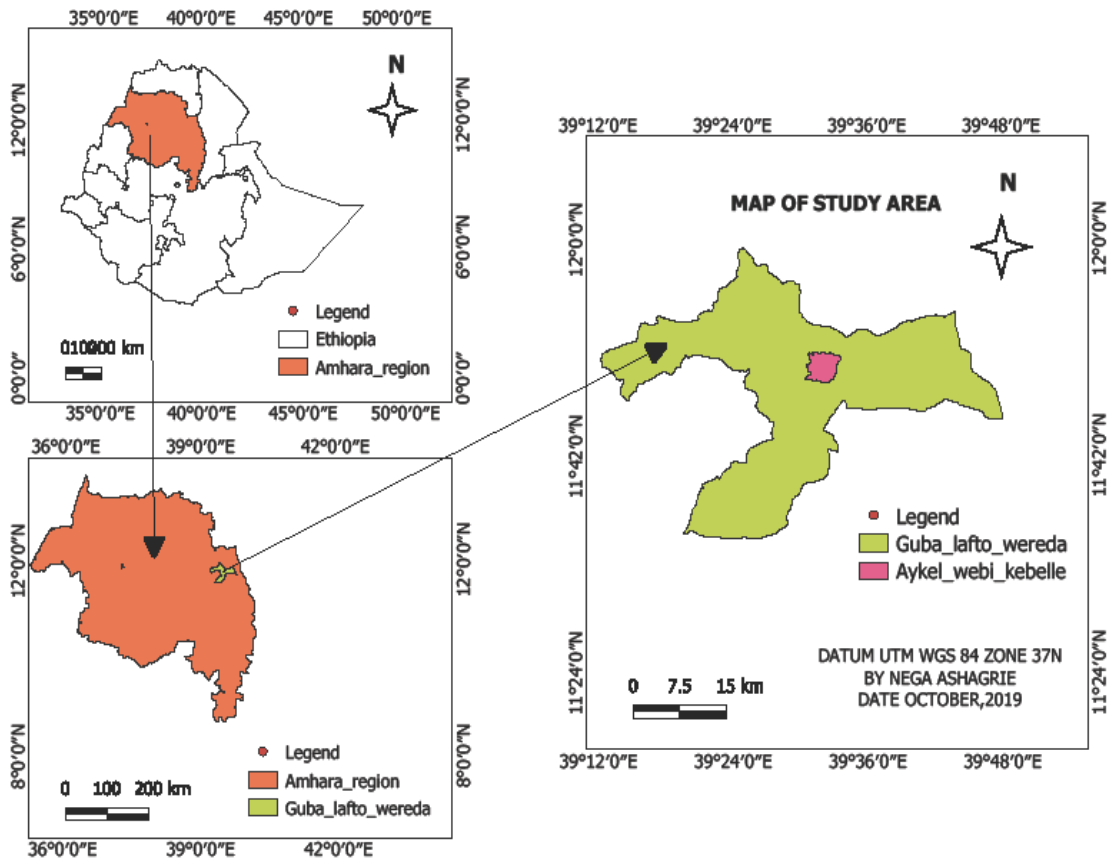 35°0'0"E 40°0'0"E 45°0'0"E 50°0'0"E
N
12°0'0"N 12°0'0"N
6°0'0"N 6°0'0"N
0°0'0" 0°0'0"
Legend
Ethiopia
Amhara_region
km
35°0'0"E 40°0'0"E 45°0'0"E 50°0'0"E
36°0'0"E 39°0'0"E 42°0'0"E
12°0'0"N 12°0'0"N
8°0'0"N 8°0'0"N
Legend
Amhara_region
Guba_lafto_wereda
0 100 200 km
36°0'0"E 39°0'0"E 42°0'0"E
39°12'0"E 39°24'0"E 39°36'0"E 39°48'0"E
MAP OF STUDY AREA
N
12°0'0"N 12°0'0"N
11°42'0"N 11°42'0"N
11°24'0"N 11°24'0"N
Legend
Guba_lafto_wereda
Aykel_webi_kebelle
0 7.5 15 km
DATUM UTM WGS 84 ZONE 37N
BY NEGA ASHAGRIE
DATE OCTOBER,2019
39°12'0"E 39°24'0"E 39°36'0"E 39°48'0"E